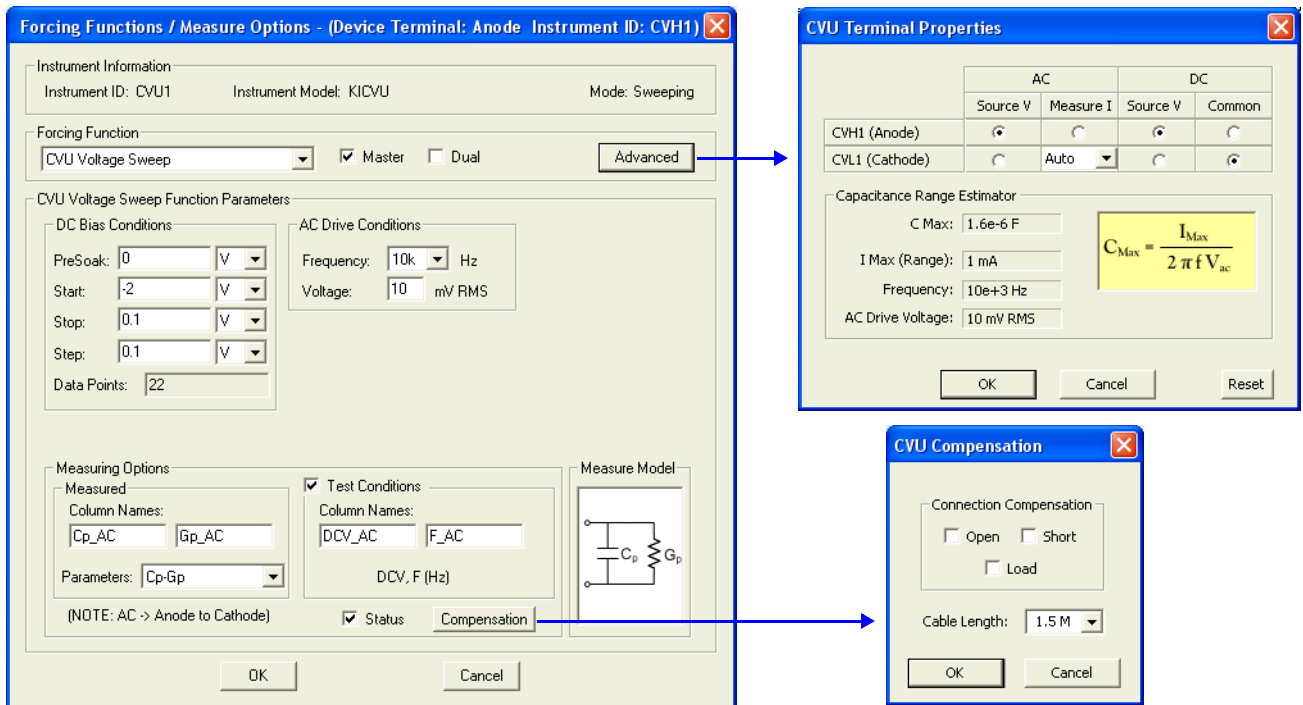 Forcing Functions / Measure Options - (Device Terminal: Anode Instrument ID: CVH1)
Instrument Information
Instrument ID: CVU1 Instrument Model: KICVU Mode: Sweeping
Forcing Function
CVU Voltage Sweep Master Dual Advanced
CVU Voltage Sweep Function Parameters
DC Bias Conditions
PreSoak: 0 V
Start: -2 V
Stop: 0.1 V
Step: 0.1 V
Data Points: 22
AC Drive Conditions
Frequency: 10k Hz
Voltage: 10 mV RMS
Measuring Options
Measured
Column Names:
Cp_AC Gp_AC
Parameters: Cp-Gp
(NOTE: AC -> Anode to Cathode)
Test Conditions
Column Names:
DCV_AC F_AC
DCV, F (Hz)
Status Compensation
Measure Model
Cp Gp
OK Cancel
CVU Terminal Properties
AC DC
Source V Measure I Source V Common
CVH1 (Anode)
CVL1 (Cathode) Auto
Capacitance Range Estimator
C Max: 1.6e-6 F
I Max (Range): 1 mA
Frequency: 10e+3 Hz
AC Drive Voltage: 10 mV RMS
CMax = IMax / 2 π f Vac
OK Cancel Reset
CVU Compensation
Connection Compensation
Open Short
Load
Cable Length: 1.5 M
OK Cancel